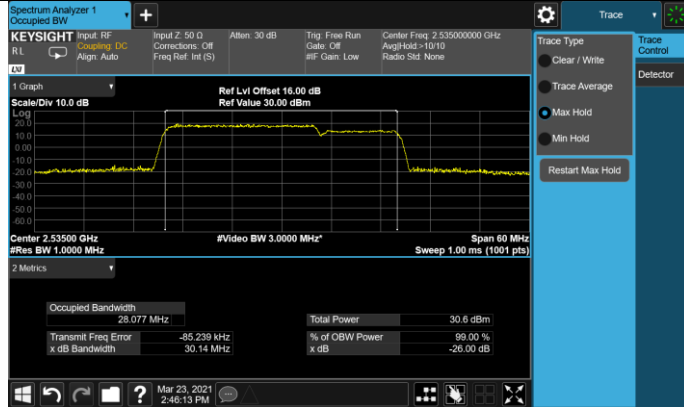 Spectrum Analyzer 1
Occupied BW
+
Trace
KEYSIGHT
RL
Input: RF
Coupling: DC
Align: Auto
Input Z: 50 Ω
Corrections: Off
Freq Ref: Int (S)
Atten: 30 dB
Trig: Free Run
Gate: Off
#IF Gain: Low
Center Freq: 2.535000000 GHz
Avg|Hold:>10/10
Radio Std: None
LXI
Trace Type
Clear / Write
Trace Average
Max Hold
Min Hold
Restart Max Hold
Trace Control
Detector
1 Graph
Scale/Div 10.0 dB
Ref Lvl Offset 16.00 dB
Ref Value 30.00 dBm
Log
20.0
10.0
0.00
-10.0
-20.0
-30.0
-40.0
-50.0
-60.0
Center 2.53500 GHz
#Res BW 1.0000 MHz
#Video BW 3.0000 MHz*
Span 60 MHz
Sweep 1.00 ms (1001 pts)
2 Metrics
Occupied Bandwidth
28.077 MHz
Transmit Freq Error -85.239 kHz
x dB Bandwidth 30.14 MHz
Total Power 30.6 dBm
% of OBW Power 99.00 %
x dB -26.00 dB
?
Mar 23, 2021
2:46:13 PM